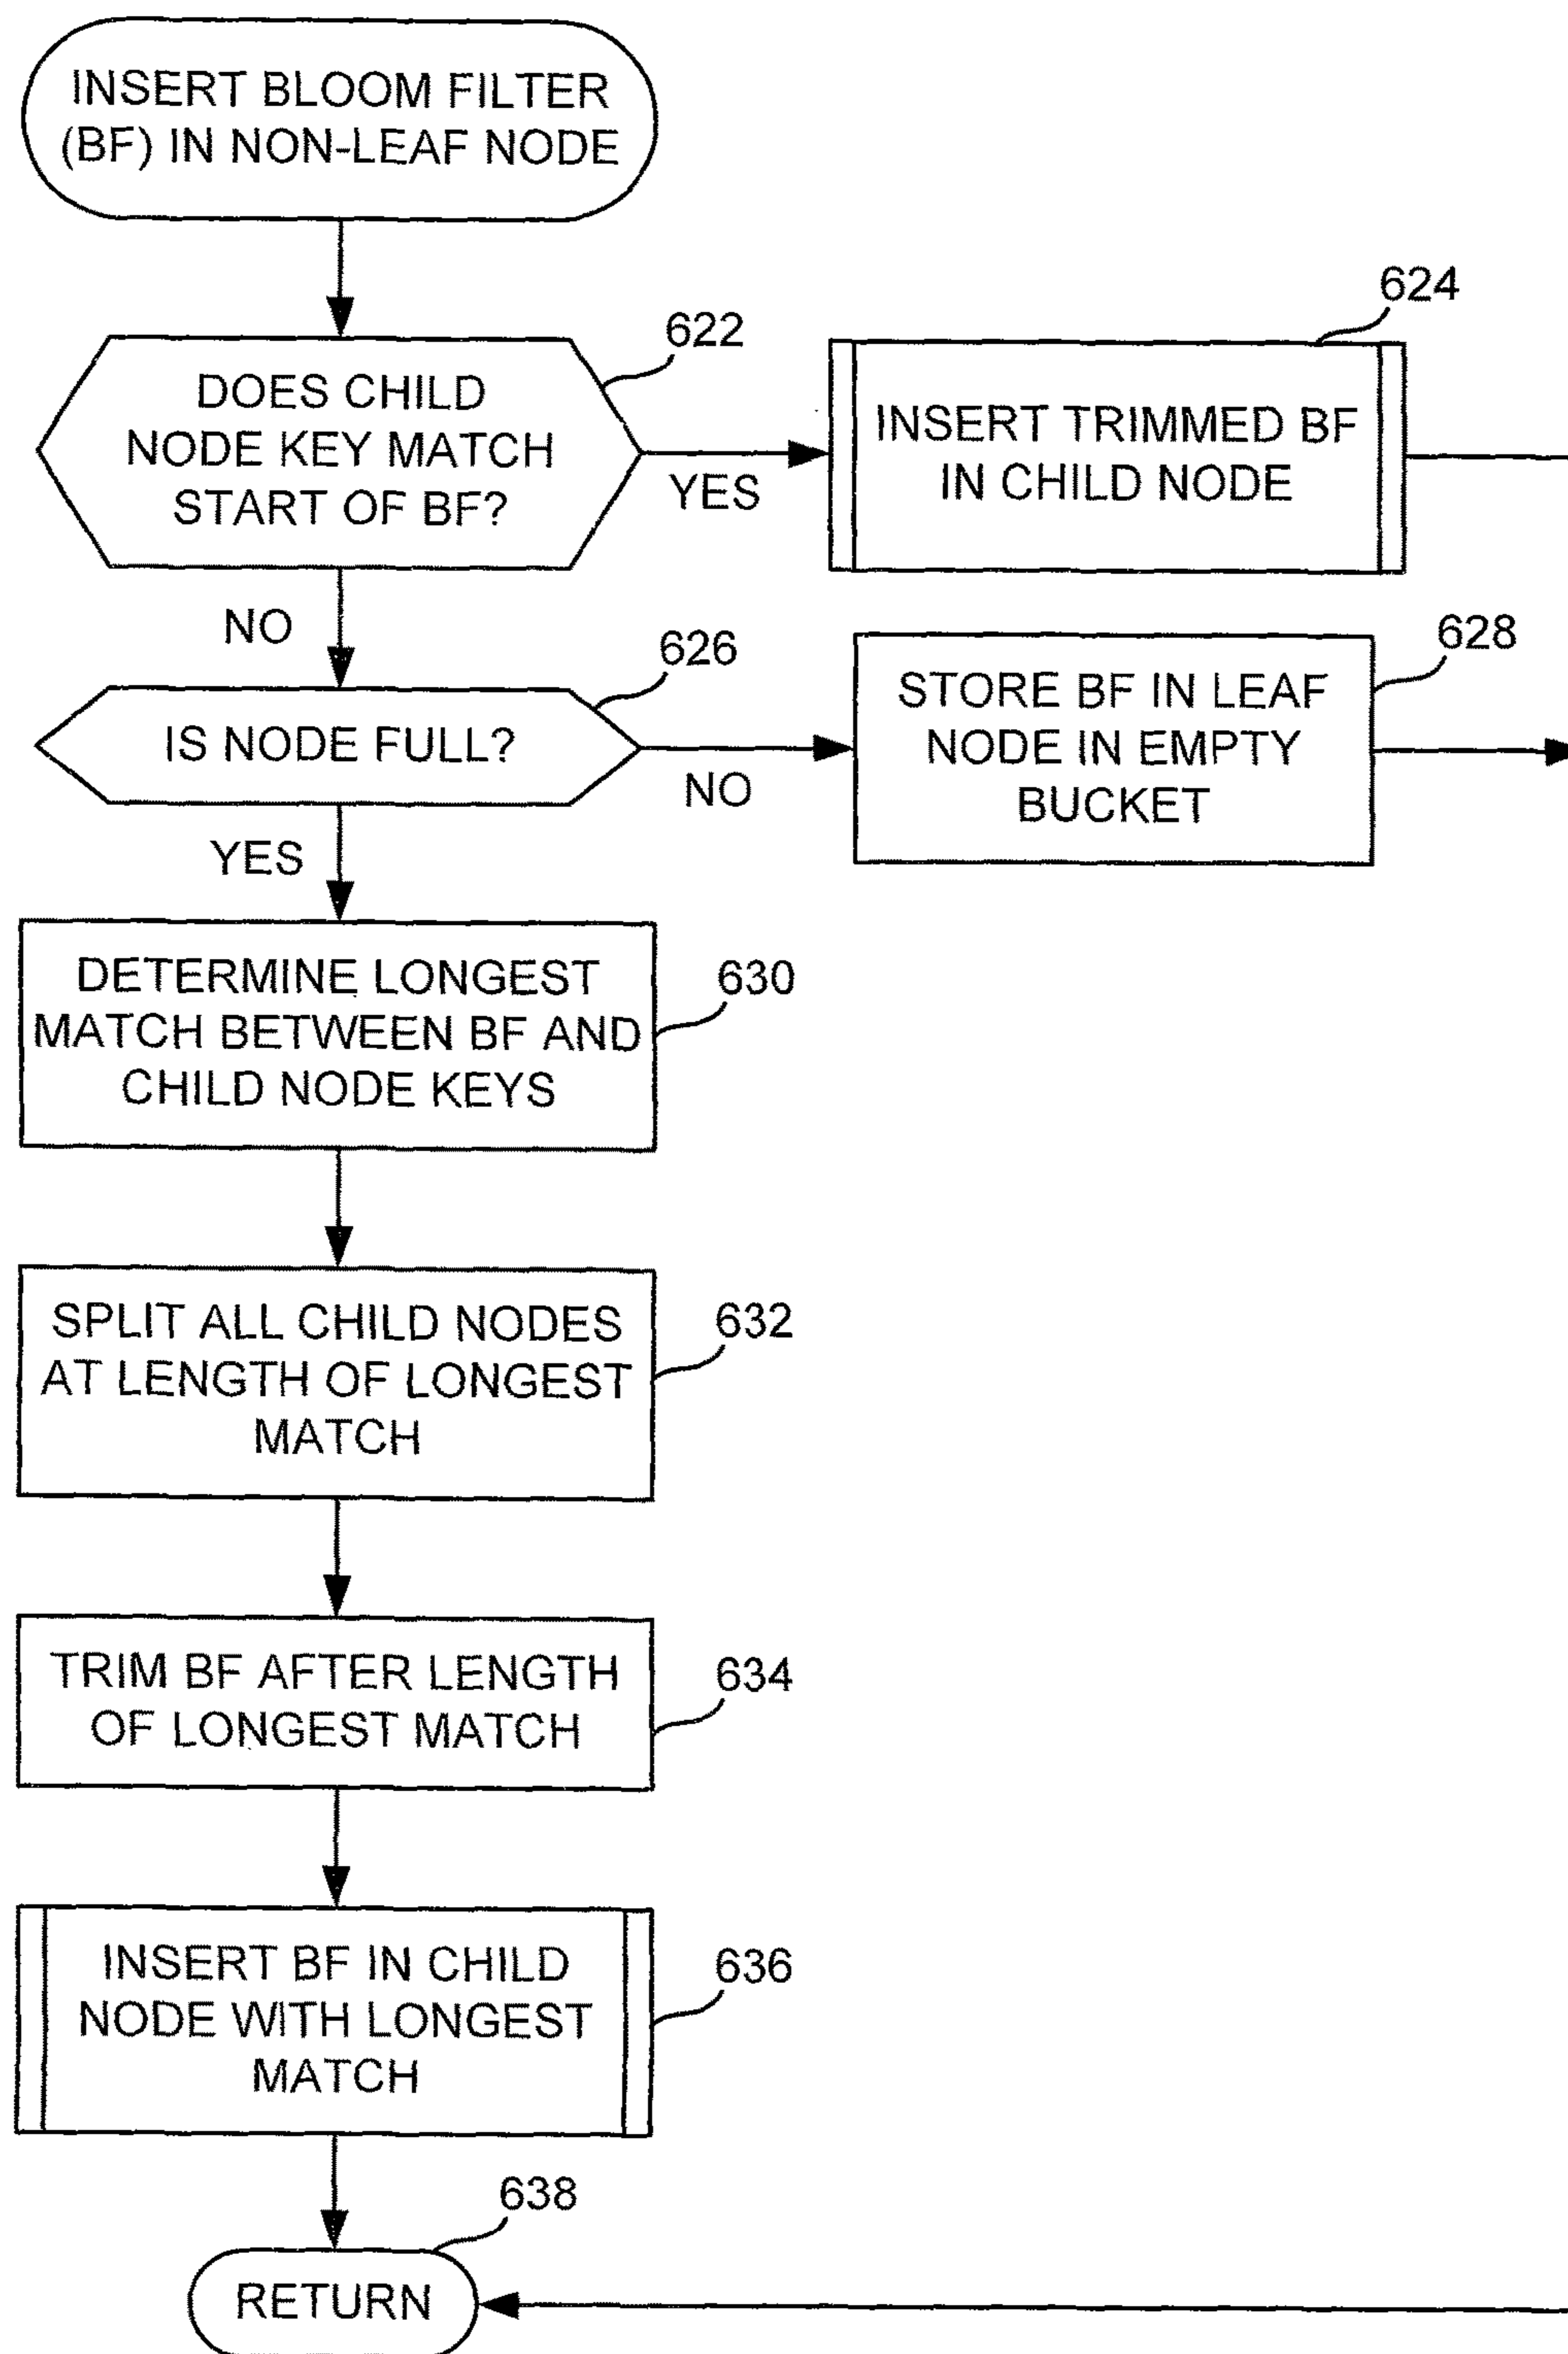 INSERT BLOOM FILTER
(BF) IN NON-LEAF NODE
622
DOES CHILD
NODE KEY MATCH
START OF BF?
YES
624
INSERT TRIMMED BF
IN CHILD NODE
NO
626
IS NODE FULL?
NO
628
STORE BF IN LEAF
NODE IN EMPTY
BUCKET
YES
630
DETERMINE LONGEST
MATCH BETWEEN BF AND
CHILD NODE KEYS
632
SPLIT ALL CHILD NODES
AT LENGTH OF LONGEST
MATCH
634
TRIM BF AFTER LENGTH
OF LONGEST MATCH
636
INSERT BF IN CHILD
NODE WITH LONGEST
MATCH
638
RETURN